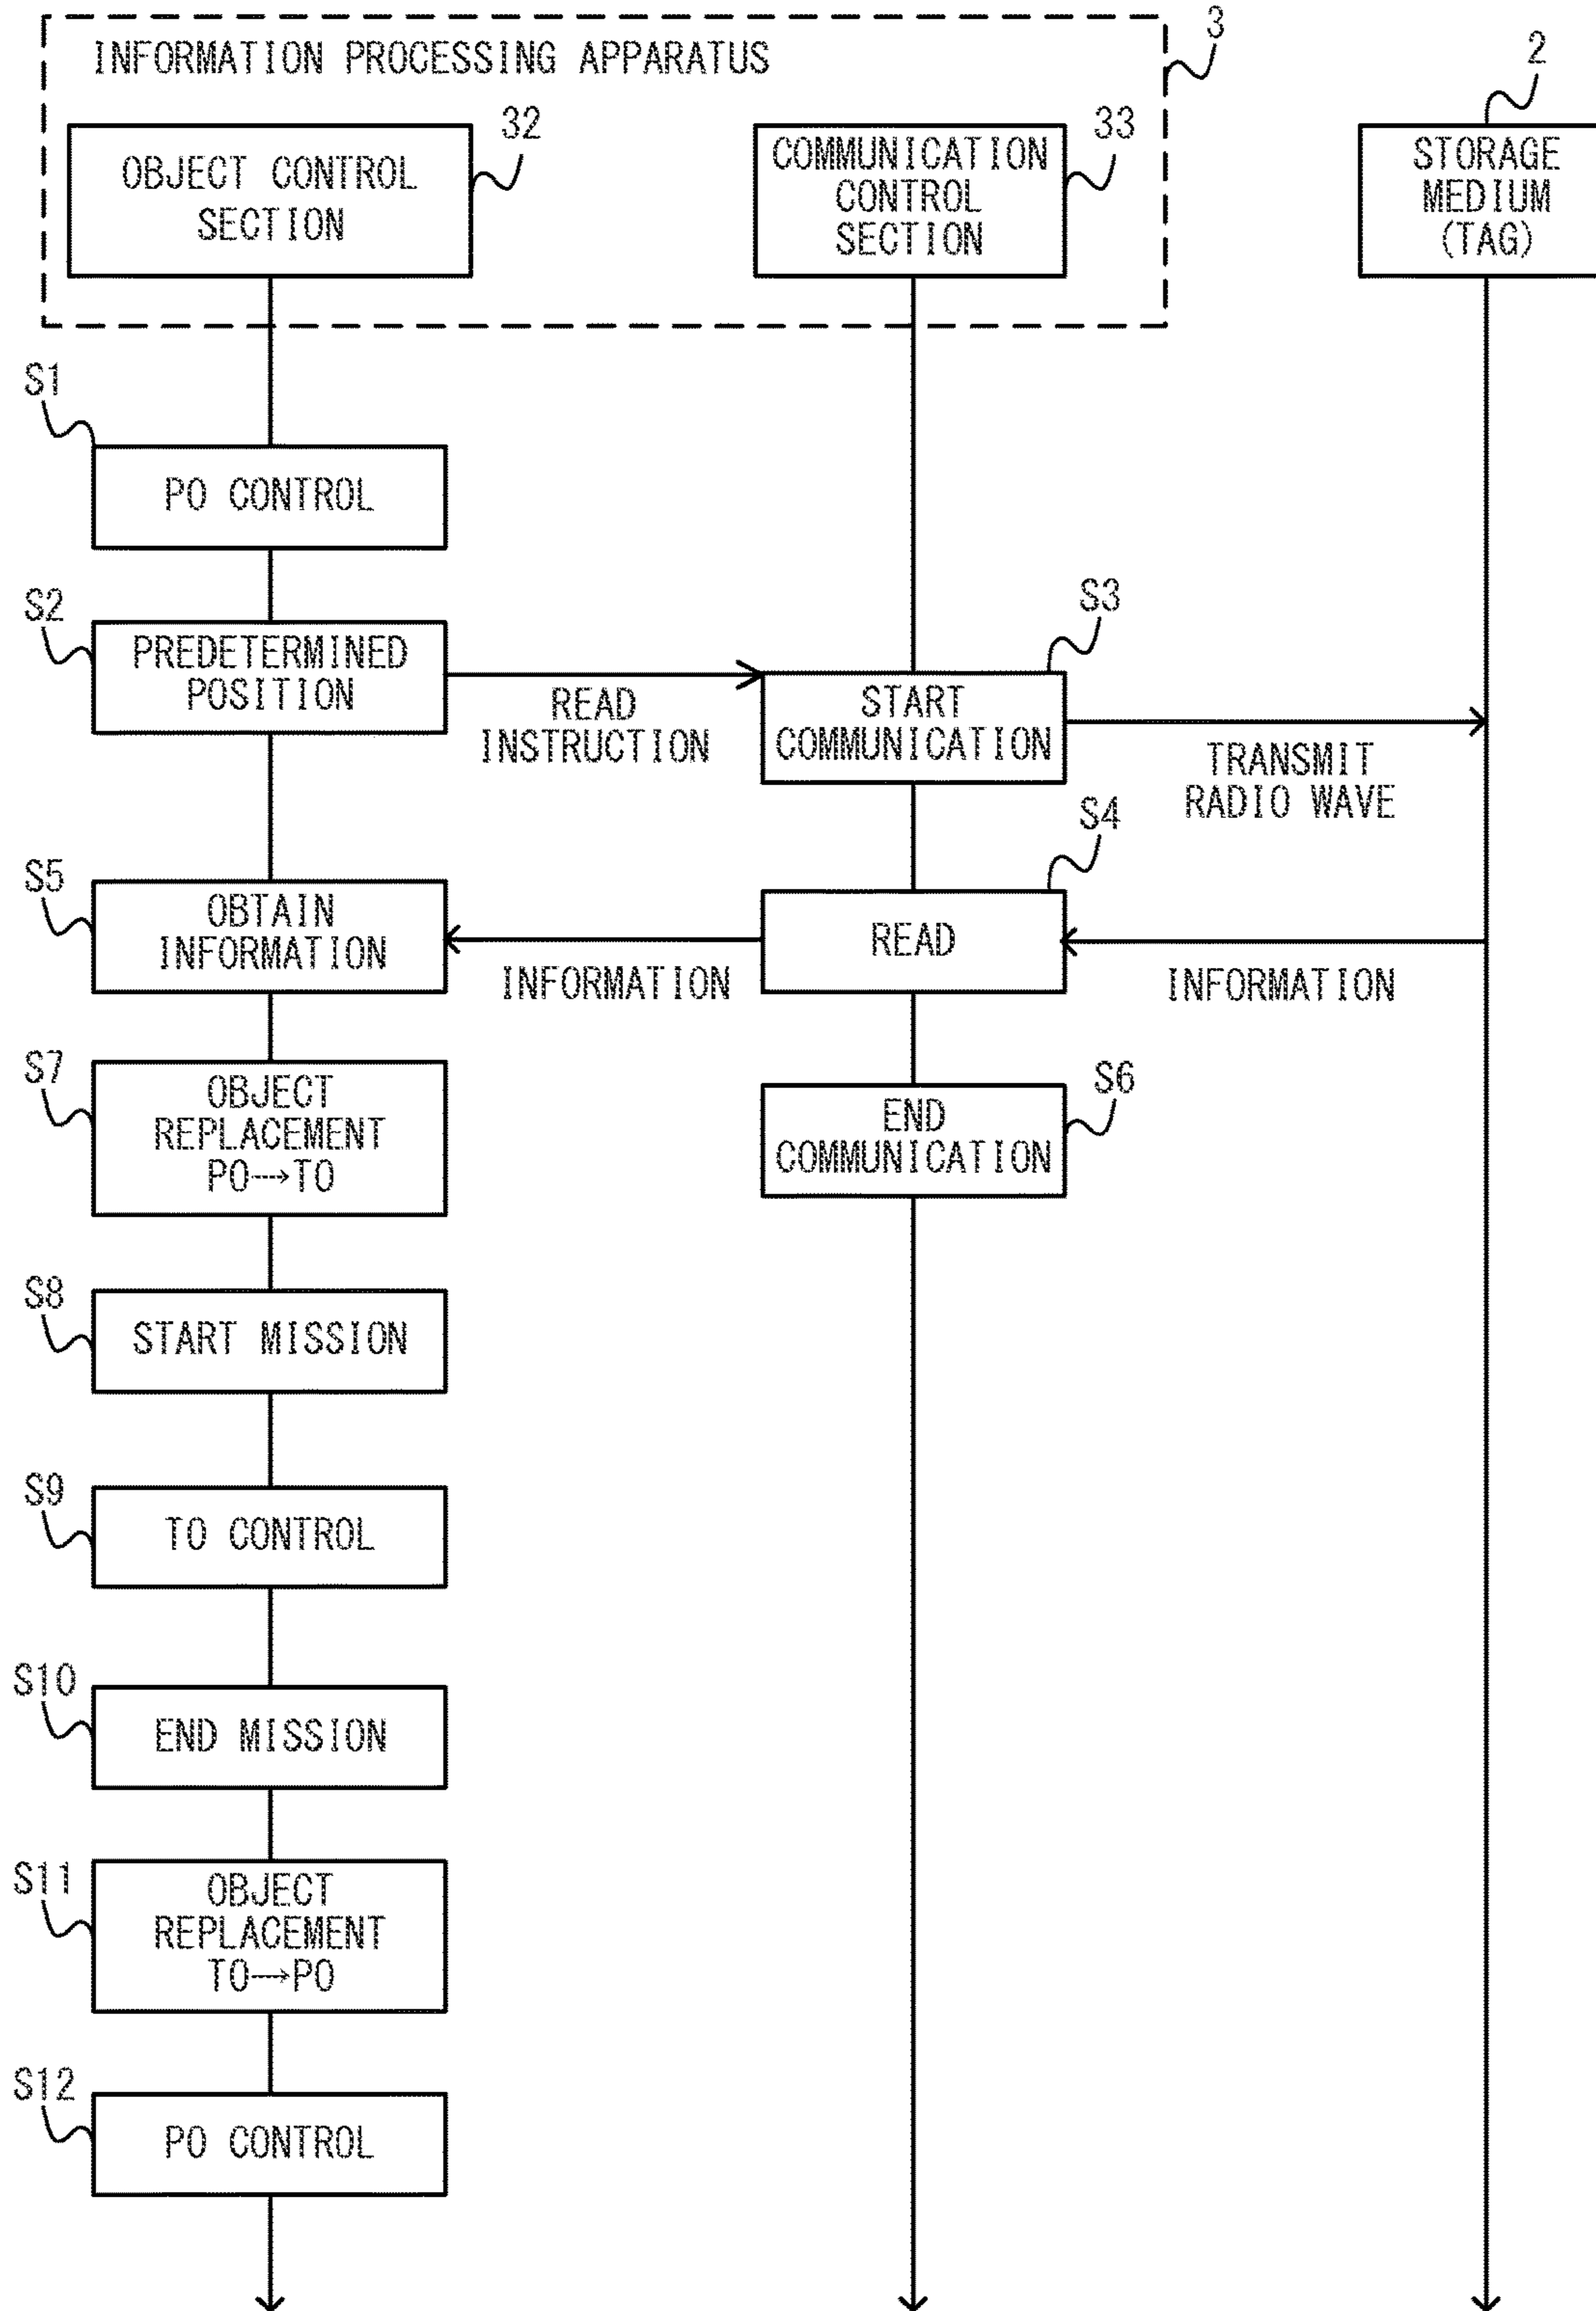 3
INFORMATION PROCESSING APPARATUS
2
32
33
OBJECT CONTROL
SECTION
COMMUNICATION
CONTROL
SECTION
STORAGE
MEDIUM
(TAG)
S1
PO CONTROL
S2
PREDETERMINED
POSITION
READ
INSTRUCTION
S3
START
COMMUNICATION
TRANSMIT
RADIO WAVE
S4
READ
S5
OBTAIN
INFORMATION
INFORMATION
INFORMATION
S7
OBJECT
REPLACEMENT
PO→TO
S6
END
COMMUNICATION
S8
START MISSION
S9
TO CONTROL
S10
END MISSION
S11
OBJECT
REPLACEMENT
TO→PO
S12
PO CONTROL